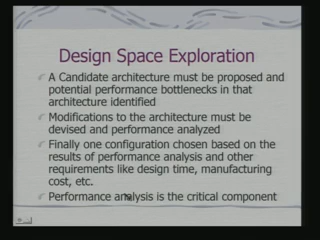 Design Space Exploration
A Candidate architecture must be proposed and
potential performance bottlenecks in that
architecture identified
Modifications to the architecture must be
devised and performance analyzed
Finally one configuration chosen based on the
results of performance analysis and other
requirements like design time, manufacturing
cost, etc.
Performance analysis is the critical component